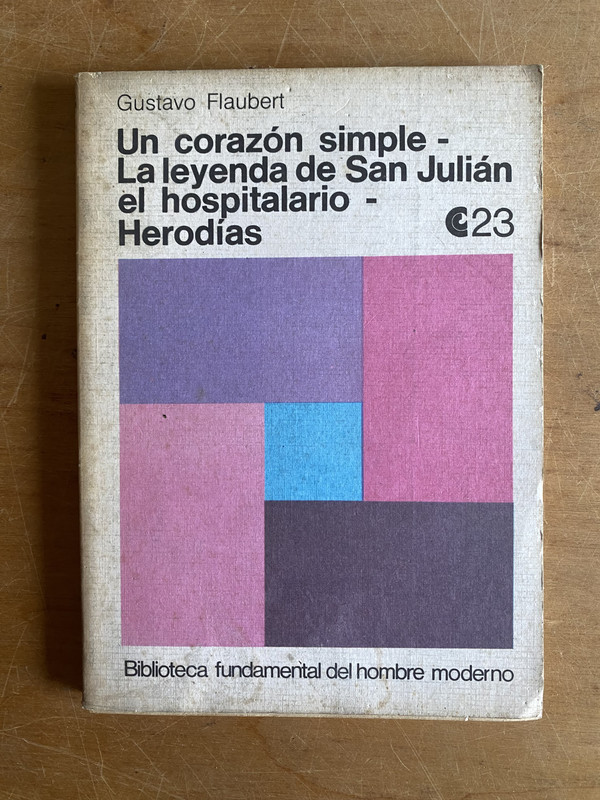 Gustavo Flaubert
Un corazón simple -
La leyenda de San Julián
el hospitalario -
Herodías
23
Biblioteca fundamental del hombre moderno